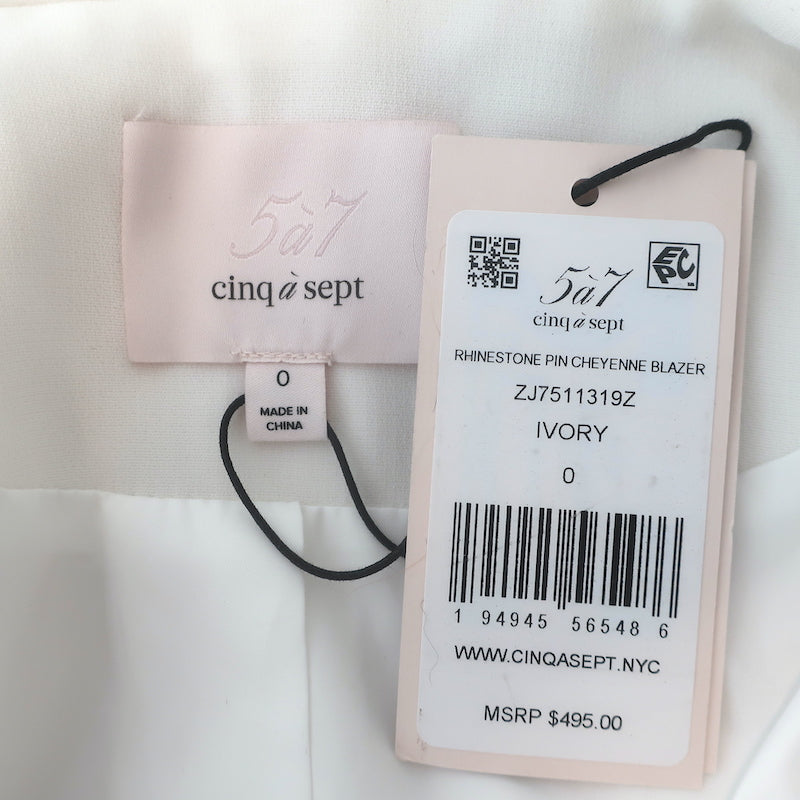 5à7
cinq à sept
0
MADE IN
CHINA
EPC
5à7
cinq à sept
RHINESTONE PIN CHEYENNE BLAZER
ZJ7511319Z
IVORY
0
1 94945 56548 6
WWW.CINQASEPT.NYC
MSRP $495.00